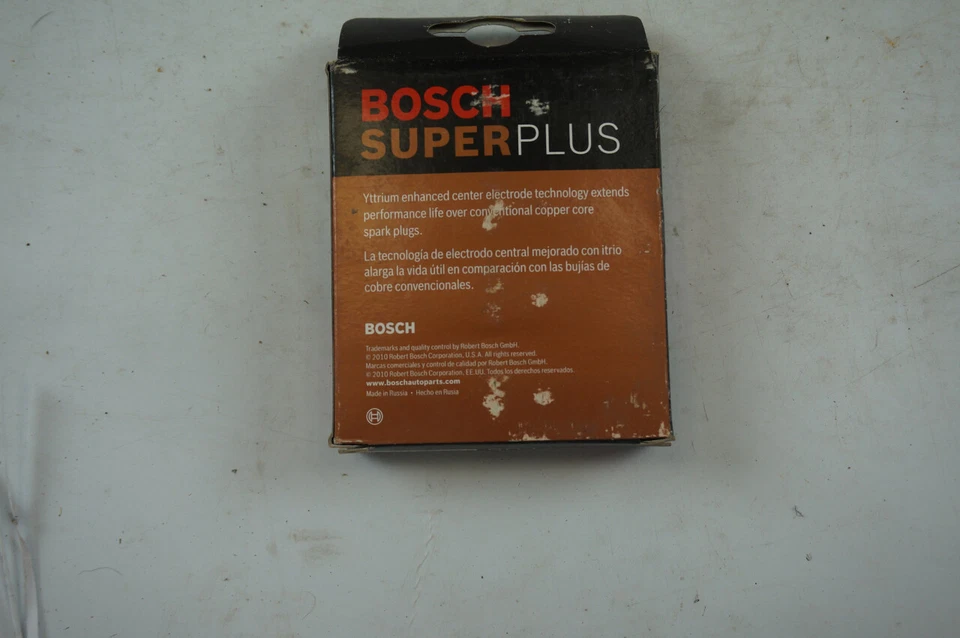 BOSCH
SUPERPLUS
Yttrium enhanced center electrode technology extends
performance life over conventional copper core
spark plugs.
La tecnología de electrodo central mejorado con itrio
alarga la vida útil en comparación con las bujías de
cobre convencionales.
BOSCH
Trademarks and quality control by Robert Bosch GmbH.
© 2010 Robert Bosch Corporation, U.S.A. All rights reserved.
Marcas comerciales y control de calidad por Robert Bosch GmbH.
© 2010 Robert Bosch Corporation, EE.UU. Todos los derechos reservados.
www.boschautoparts.com
Made in Russia • Hecho en Rusia